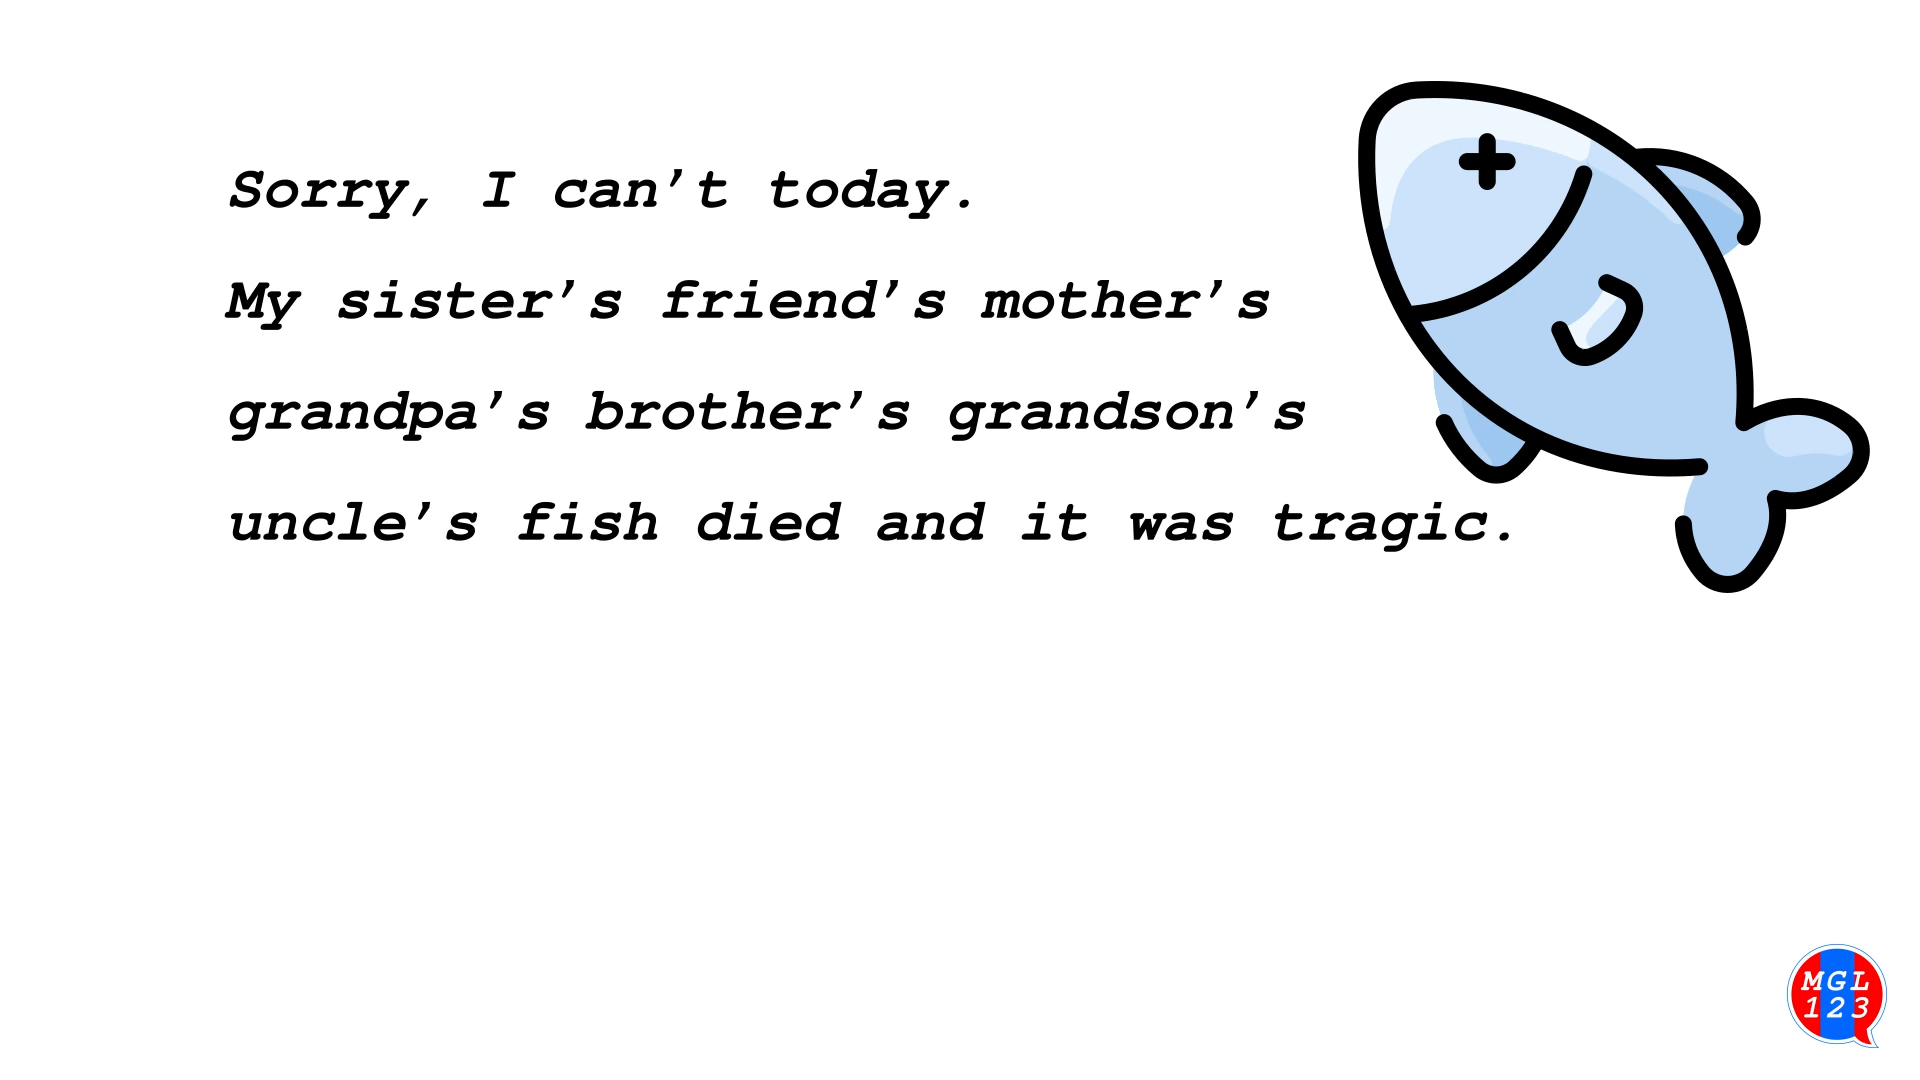 Sorry, I can’t today.
My sister’s friend’s mother’s
grandpa’s brother’s grandson’s
uncle’s fish died and it was tragic.
MGL
123